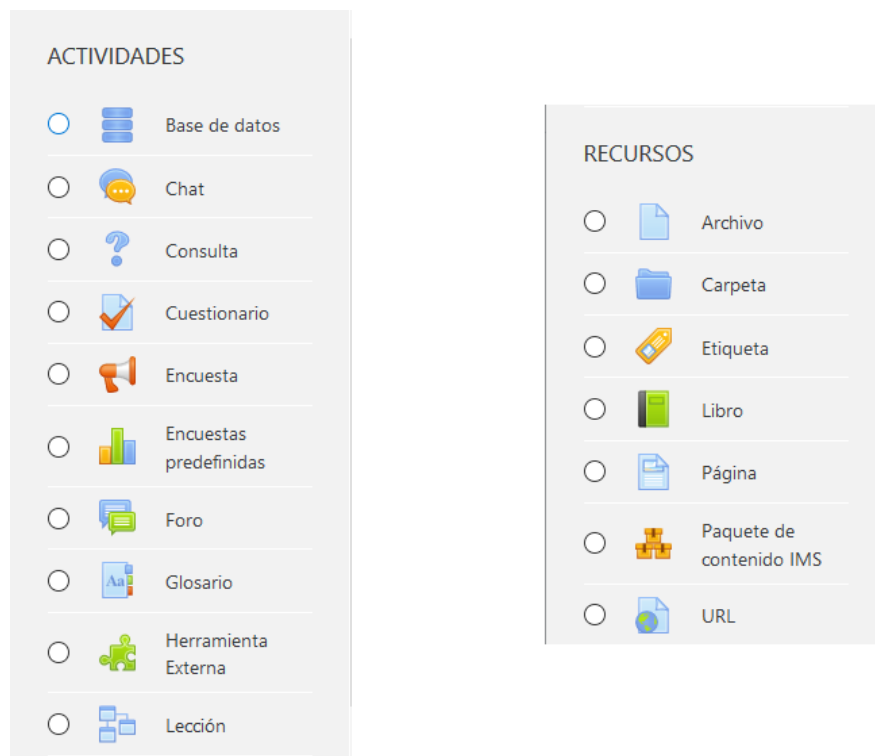 ACTIVIDADES
Base de datos
Chat
Consulta
Cuestionario
Encuesta
Encuestas
predefinidas
Foro
Aa
Glosario
Herramienta
Externa
Lección
RECURSOS
Archivo
Carpeta
Etiqueta
Libro
Página
Paquete de
contenido IMS
URL